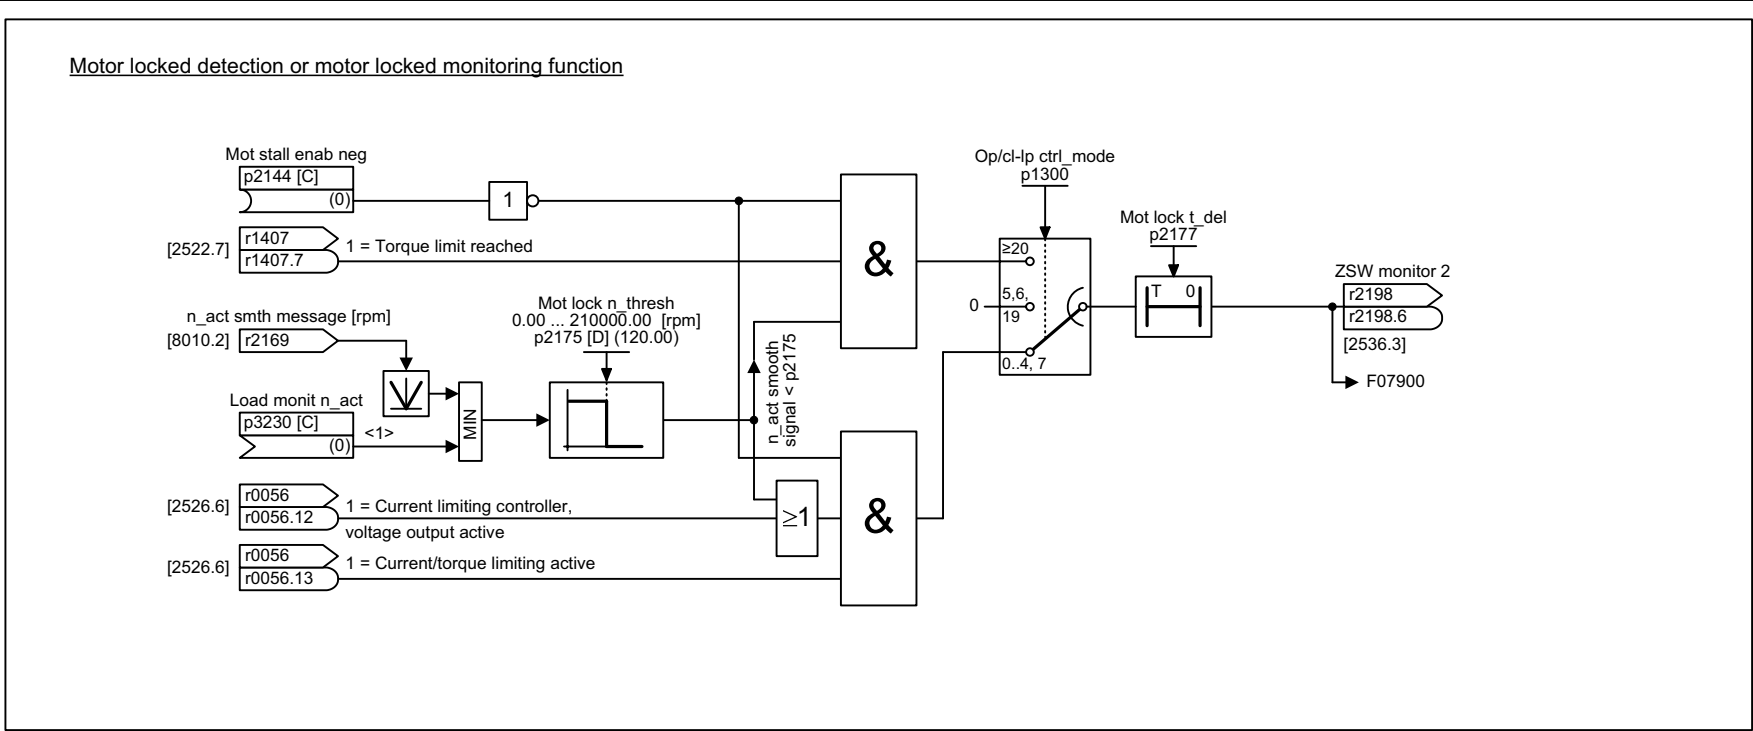 Motor locked detection or motor locked monitoring function
Mot stall enab neg
p2144 [C]
(0)
1
[2522.7]
r1407
r1407.7
1 = Torque limit reached
&
Op/cl-lp ctrl_mode
p1300
≥20
0
5,6,
19
0..4, 7
Mot lock t_del
p2177
T 0
ZSW monitor 2
r2198
r2198.6
[2536.3]
F07900
n_act smth message [rpm]
[8010.2]
r2169
Mot lock n_thresh
0.00 ... 210000.00 [rpm]
p2175 [D] (120.00)
Load monit n_act
p3230 [C]
(0)
<1>
MIN
n_act smooth
signal < p2175
[2526.6]
r0056
r0056.12
1 = Current limiting controller,
voltage output active
≥1
&
[2526.6]
r0056
r0056.13
1 = Current/torque limiting active